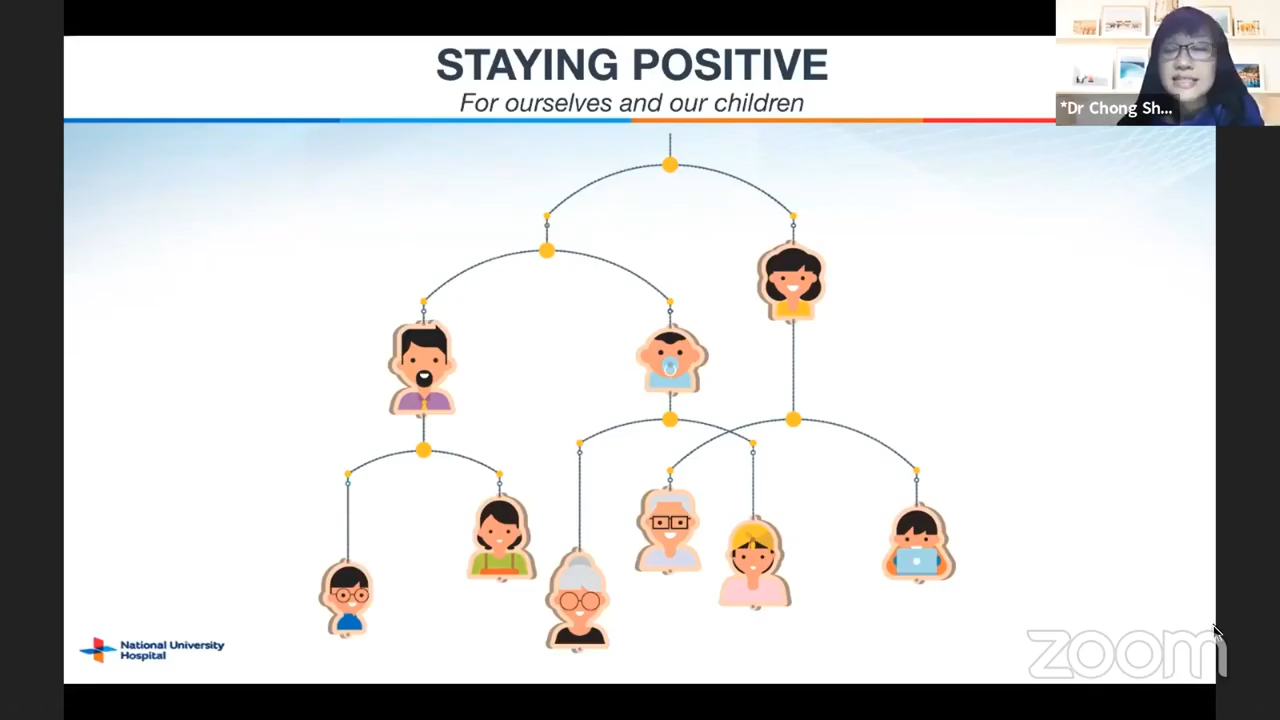 STAYING POSITIVE
For ourselves and our children
*Dr Chong Sh...
National University
Hospital
zoom